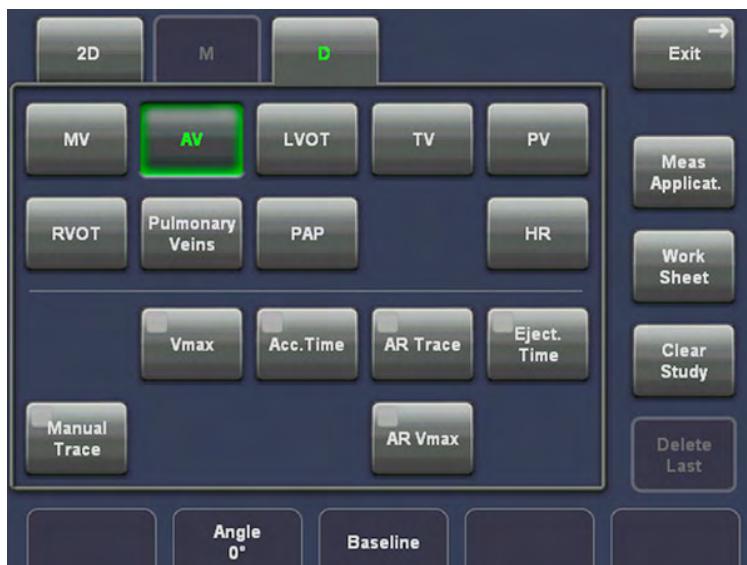 2D
M
D
Exit
MV
AV
LVOT
TV
PV
Meas
Applicat.
RVOT
Pulmonary
Veins
PAP
HR
Work
Sheet
Vmax
Acc.Time
AR Trace
Eject.
Time
Clear
Study
Manual
Trace
AR Vmax
Delete
Last
Angle
0°
Baseline